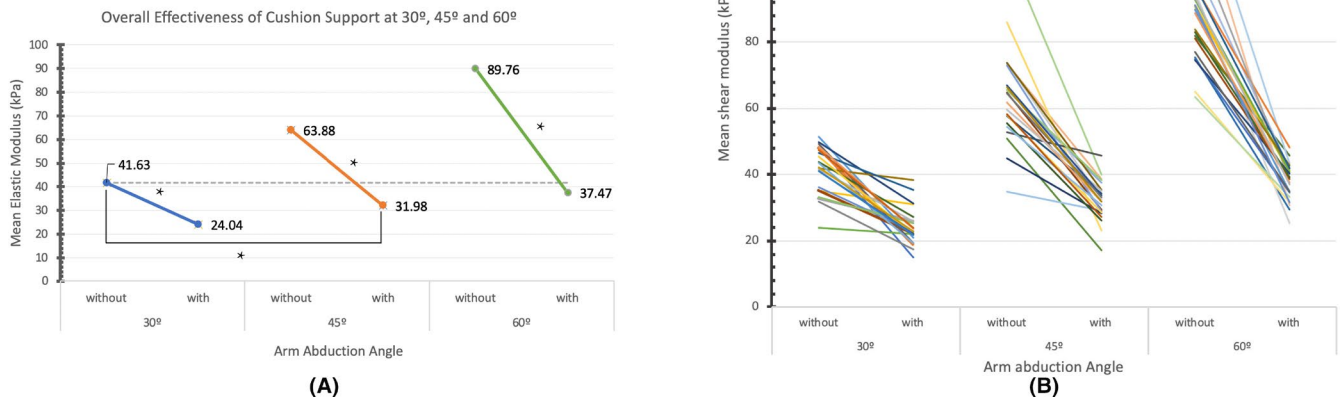 Overall Effectiveness of Cushion Support at 30º, 45º and 60º
Mean Elastic Modulus (kPa)
100
90
80
70
60
50
40
30
20
10
0
41.63
24.04
63.88
31.98
89.76
37.47
*
*
*
*
without with without with without with
30º 45º 60º
Arm Abduction Angle
(A)
Mean shear modulus (kP
80
60
40
20
0
without with without with without with
30º 45º 60º
Arm abduction Angle
(B)